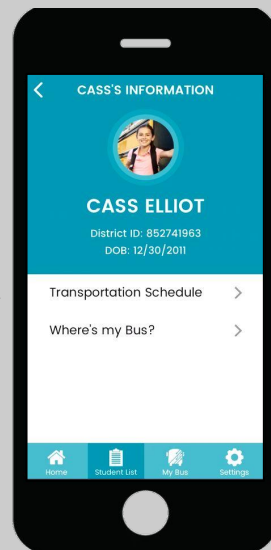 CASS'S INFORMATION
CASS ELLIOT
District ID: 852741963
DOB: 12/30/2011
Transportation Schedule
Where's my Bus?
Home Student List My Bus Settings